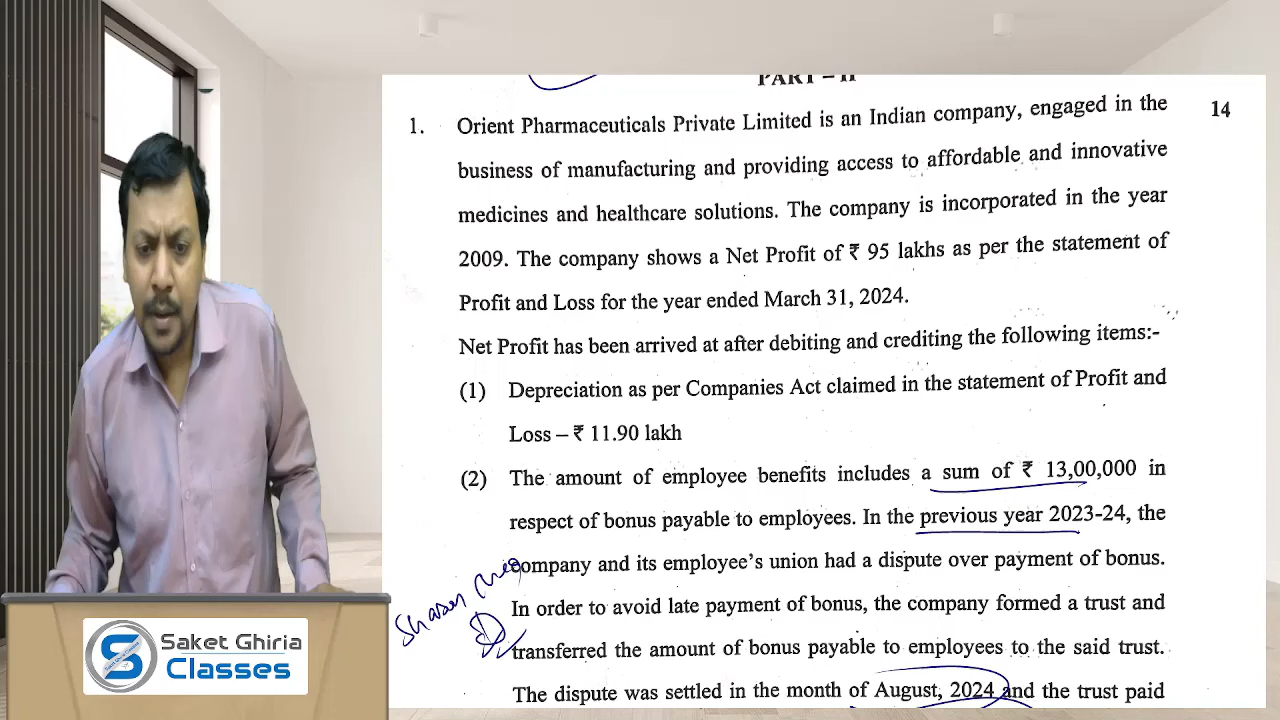 PART – II
1. Orient Pharmaceuticals Private Limited is an Indian company, engaged in the 14
business of manufacturing and providing access to affordable and innovative
medicines and healthcare solutions. The company is incorporated in the year
2009. The company shows a Net Profit of ₹ 95 lakhs as per the statement of
Profit and Loss for the year ended March 31, 2024.
Net Profit has been arrived at after debiting and crediting the following items:-
(1) Depreciation as per Companies Act claimed in the statement of Profit and
Loss – ₹ 11.90 lakh
(2) The amount of employee benefits includes a sum of ₹ 13,00,000 in
respect of bonus payable to employees. In the previous year 2023-24, the
company and its employee's union had a dispute over payment of bonus.
In order to avoid late payment of bonus, the company formed a trust and
transferred the amount of bonus payable to employees to the said trust.
The dispute was settled in the month of August, 2024 and the trust paid
S
Saket Ghiria
Classes